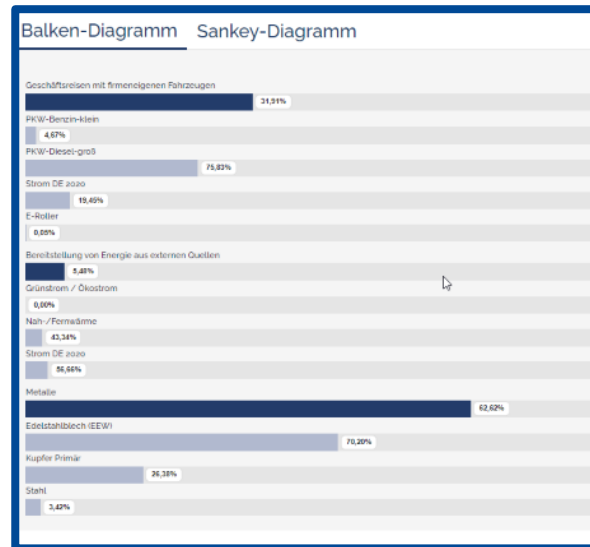 Balken-Diagramm Sankey-Diagramm
Geschäftsreisen mit firmeneigenen Fahrzeugen
31,91%
PKW-Benzin-klein
4,67%
PKW-Diesel-groß
75,83%
Strom DE 2020
19,45%
E-Roller
0,05%
Bereitstellung von Energie aus externen Quellen
5,48%
Grünstrom / Ökostrom
0,00%
Nah-/Fernwärme
43,34%
Strom DE 2020
56,66%
Metalle
62,62%
Edelstahlblech (EEW)
70,20%
Kupfer Primär
26,38%
Stahl
3,42%